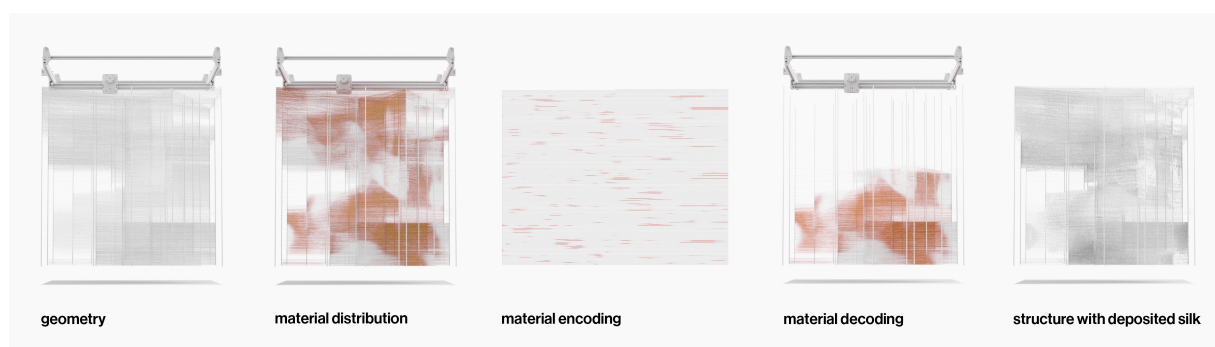 geometry
material distribution
material encoding
material decoding
structure with deposited silk